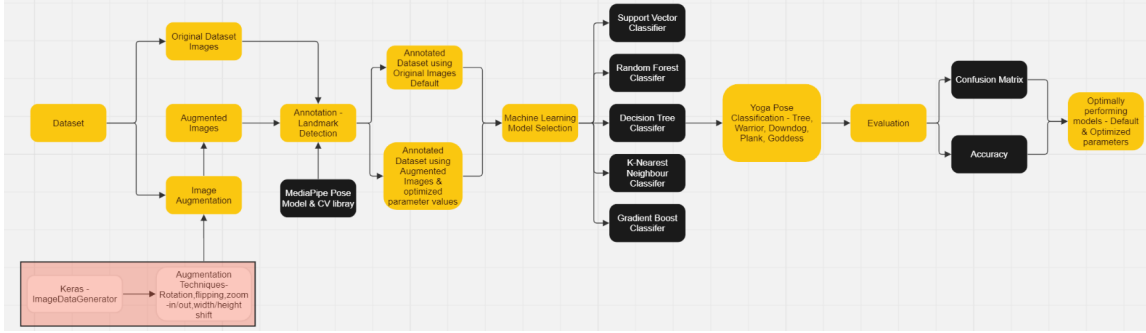 Dataset
Original Dataset
Images
Augmented
Images
Image
Augmentation
Keras -
ImageDataGenerator
Augmentation
Techniques-
Rotation,flipping,zoom
-in/out,width/height
shift
Annotation -
Landmark
Detection
MediaPipe Pose
Model & CV libray
Annotated
Dataset using
Original Images
Default
Annotated
Dataset using
Augmented
Images &
optimized
parameter values
Machine Learning
Model Selection
Support Vector
Classifier
Random Forest
Classifer
Decision Tree
Classifer
K-Nearest
Neighbour
Classifer
Gradient Boost
Classifer
Yoga Pose
Classification - Tree,
Warrior, Downdog,
Plank, Goddess
Evaluation
Confusion Matrix
Accuracy
Optimally
performing
models - Default
& Optimized
parameters